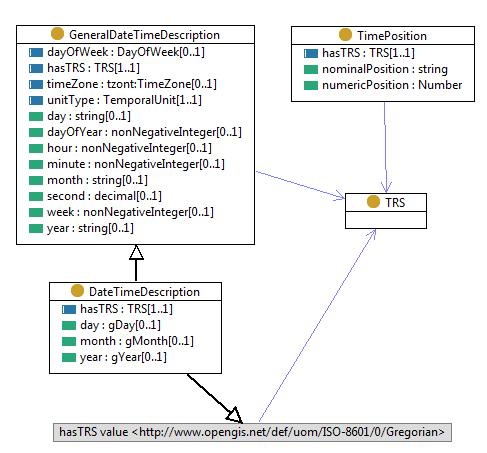 GeneralDateTimeDescription
dayOfWeek : DayOfWeek[0..1]
hasTRS : TRS[1..1]
timeZone : tzont:TimeZone[0..1]
unitType : TemporalUnit[1..1]
day : string[0..1]
dayOfYear : nonNegativeInteger[0..1]
hour : nonNegativeInteger[0..1]
minute : nonNegativeInteger[0..1]
month : string[0..1]
second : decimal[0..1]
week : nonNegativeInteger[0..1]
year : string[0..1]
TimePosition
hasTRS : TRS[1..1]
nominalPosition : string
numericPosition : Number
TRS
DateTimeDescription
hasTRS : TRS[1..1]
day : gDay[0..1]
month : gMonth[0..1]
year : gYear[0..1]
hasTRS value <http://www.opengis.net/def/uom/ISO-8601/0/Gregorian>